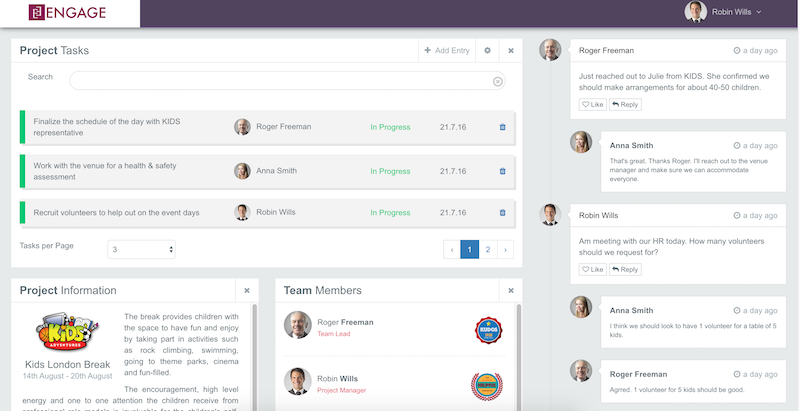 ENGAGE
Robin Wills
Project Tasks
Add Entry
Search
Finalize the schedule of the day with KIDS
representative
Roger Freeman
In Progress
21.7.16
Work with the venue for a health & safety
assessment
Anna Smith
In Progress
21.7.16
Recruit volunteers to help out on the event days
Robin Wills
In Progress
21.7.16
Tasks per Page
3
‹ 1 2 ›
Project Information
KIDS
ADVENTURES
Kids London Break
14th August - 20th August
The break provides children with
the space to have fun and enjoy
by taking part in activities such
as rock climbing, swimming,
going to theme parks, cinema
and fun-filled.
The encouragement, high level
energy and one to one attention the children receive from
Team Members
Roger Freeman
Team Lead
KUDOS
Robin Wills
Project Manager
Roger Freeman
a day ago
Just reached out to Julie from KIDS. She confirmed we
should make arrangements for about 40-50 children.
Like
Reply
Anna Smith
a day ago
That's great. Thanks Roger. I'll reach out to the venue
manager and make sure we can accommodate
everyone.
Robin Wills
a day ago
Am meeting with our HR today. How many volunteers
should we request for?
Like
Reply
Anna Smith
a day ago
I think we should look to have 1 volunteer for a table of 5
kids.
Roger Freeman
a day ago
Agrred. 1 volunteer for 5 kids should be good.